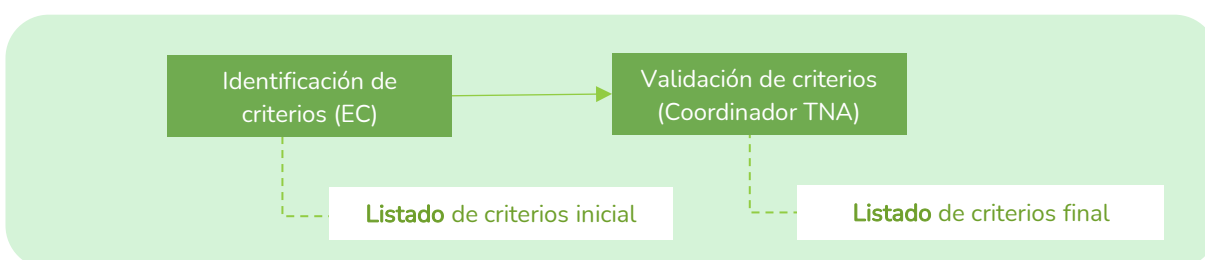 Identificación de
criterios (EC)
Validación de criterios
(Coordinador TNA)
Listado de criterios inicial
Listado de criterios final